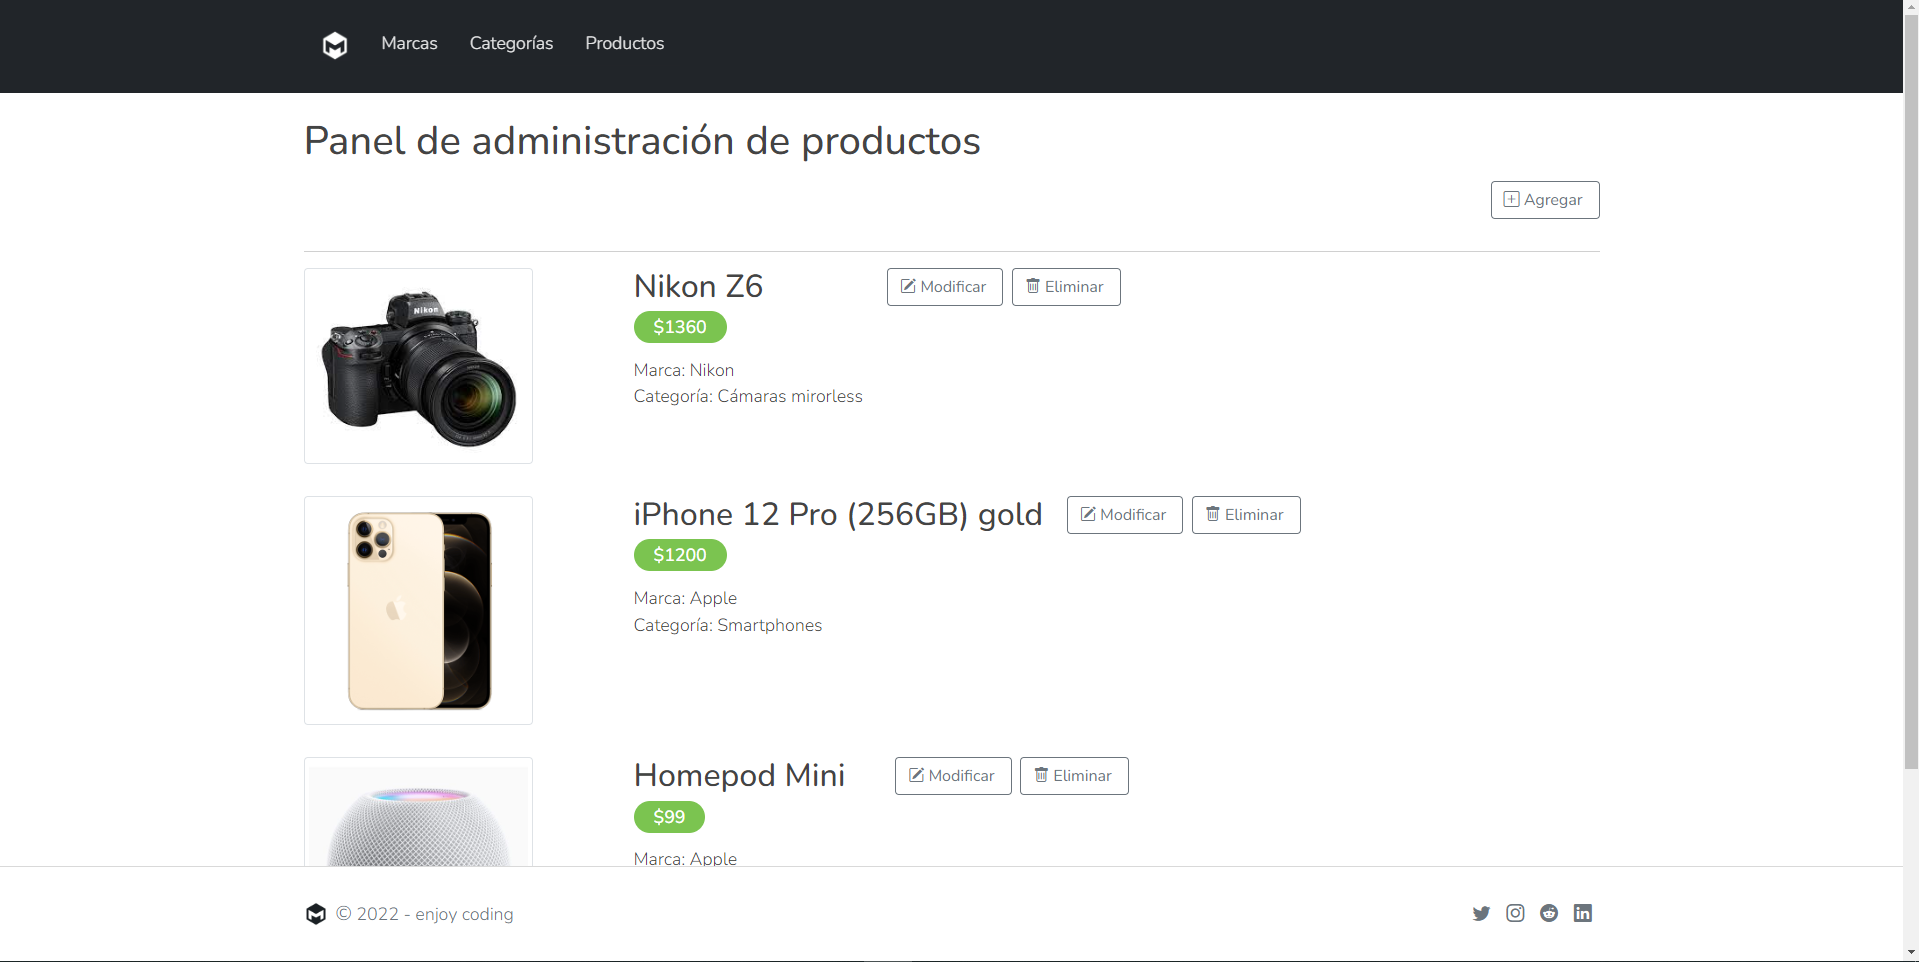 Marcas Categorías Productos
Panel de administración de productos
Agregar
Nikon
Nikon Z6 Modificar Eliminar
$1360
Marca: Nikon
Categoría: Cámaras mirorless
iPhone 12 Pro (256GB) gold Modificar Eliminar
$1200
Marca: Apple
Categoría: Smartphones
Homepod Mini Modificar Eliminar
$99
Marca: Apple
© 2022 - enjoy coding